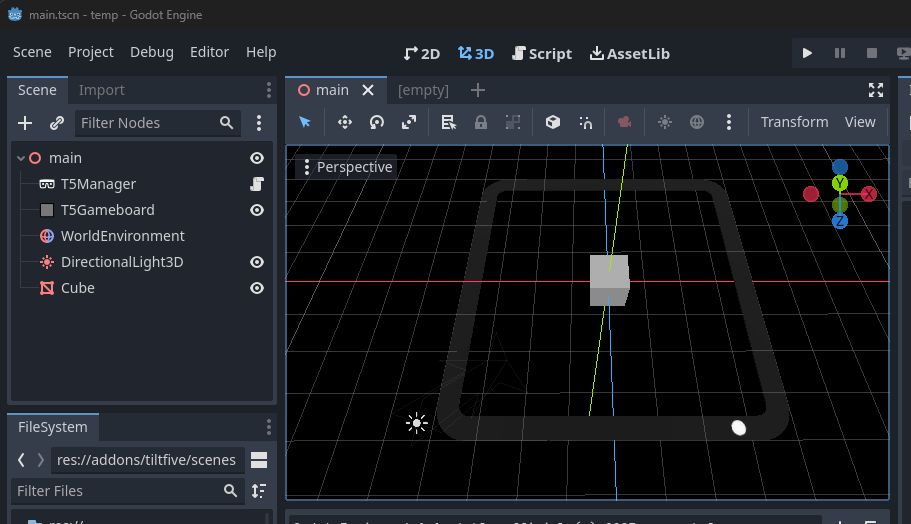 main.tscn - temp - Godot Engine
Scene Project Debug Editor Help
2D 3D Script AssetLib
Scene Import
main [empty]
Filter Nodes
Transform View
main
Perspective
T5Manager
Y
T5Gameboard
X
WorldEnvironment
Z
DirectionalLight3D
Cube
FileSystem
res://addons/tiltfive/scenes
Filter Files
res://